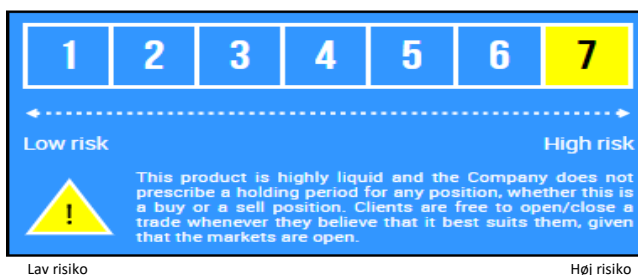 1 2 3 4 5 6 7
Low risk High risk
This product is highly liquid and the Company does not
prescribe a holding period for any position, whether this is
a buy or a sell position. Clients are free to open/close a
trade whenever they believe that it best suits them, given
that the markets are open.
!
Lav risiko Høj risiko